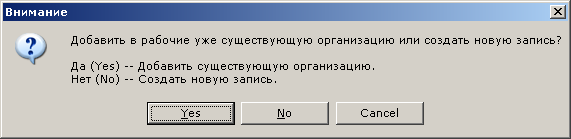 Внимание
Добавить в рабочие уже существующую организацию или создать новую запись?
Да (Yes) -- Добавить существующую организацию.
Нет (No) -- Создать новую запись.
Yes
No
Cancel